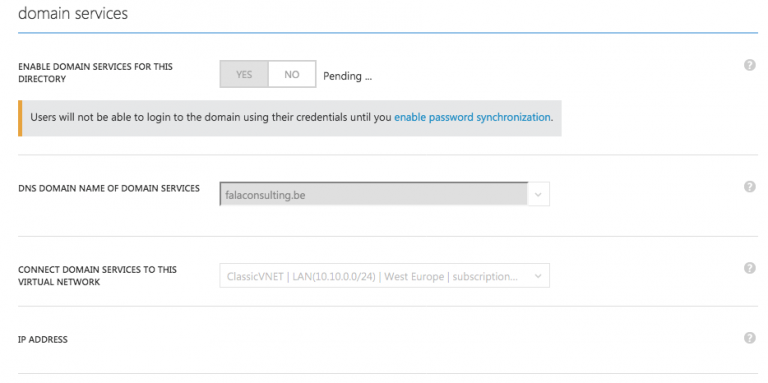 domain services
ENABLE DOMAIN SERVICES FOR THIS
DIRECTORY
YES
NO
Pending ...
?
Users will not be able to login to the domain using their credentials until you enable password synchronization.
DNS DOMAIN NAME OF DOMAIN SERVICES
falaconsulting.be
?
CONNECT DOMAIN SERVICES TO THIS
VIRTUAL NETWORK
ClassicVNET | LAN(10.10.0.0/24) | West Europe | subscription...
?
IP ADDRESS
?